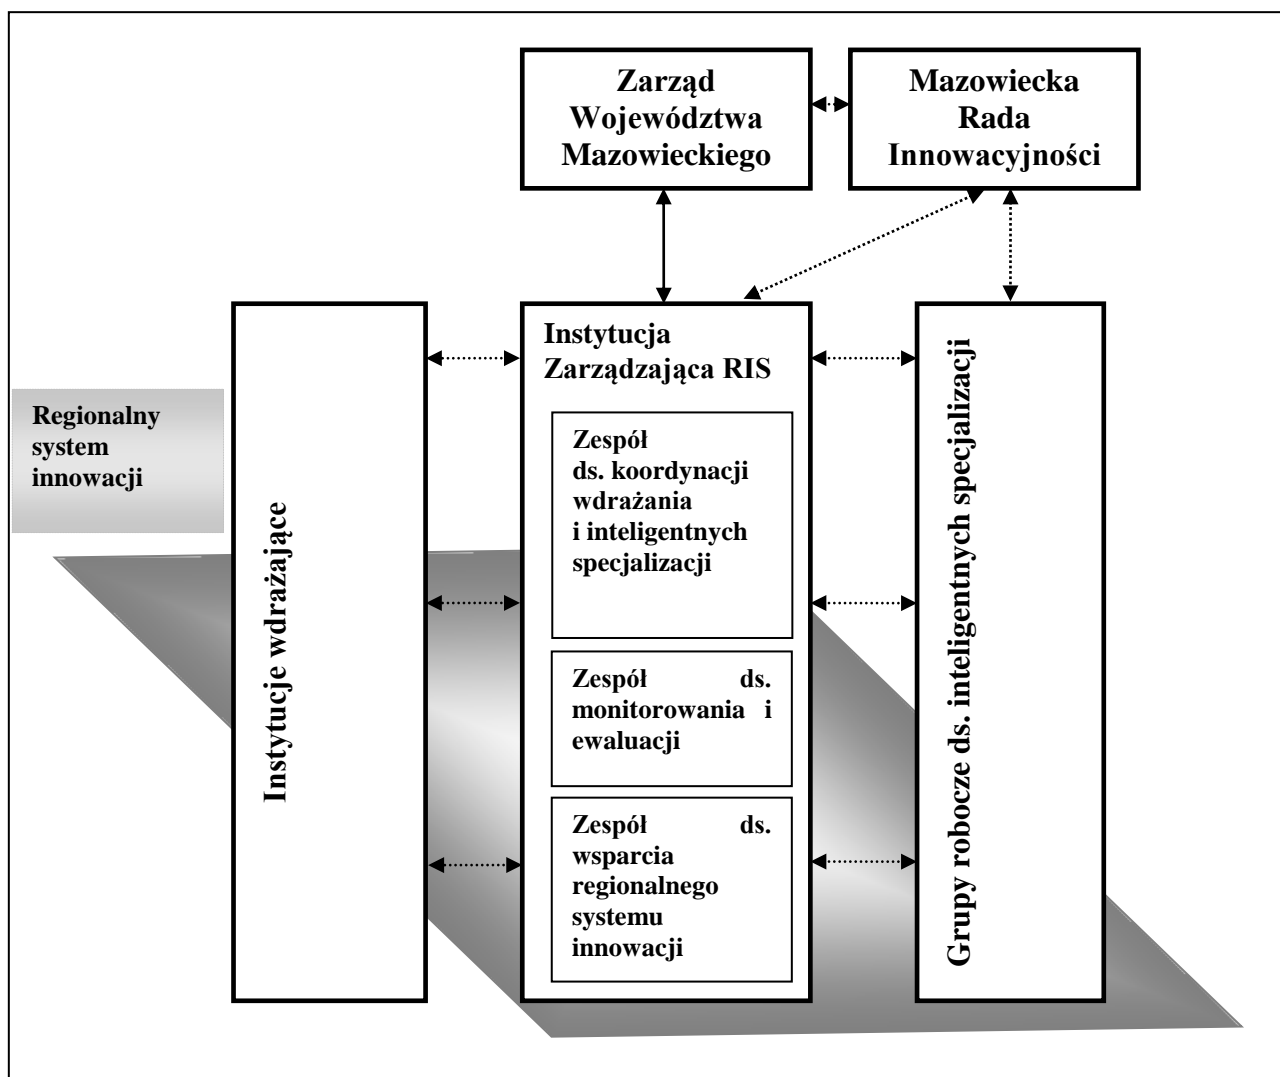 Zarząd
Województwa
Mazowieckiego
Mazowiecka
Rada
Innowacyjności
Instytucja
Zarządzająca RIS
Regionalny
system
innowacji
Instytucje wdrażające
Zespół
ds. koordynacji
wdrażania
i inteligentnych
specjalizacji
Zespół ds.
monitorowania i
ewaluacji
Zespół ds.
wsparcia
regionalnego
systemu
innowacji
Grupy robocze ds. inteligentnych specjalizacji